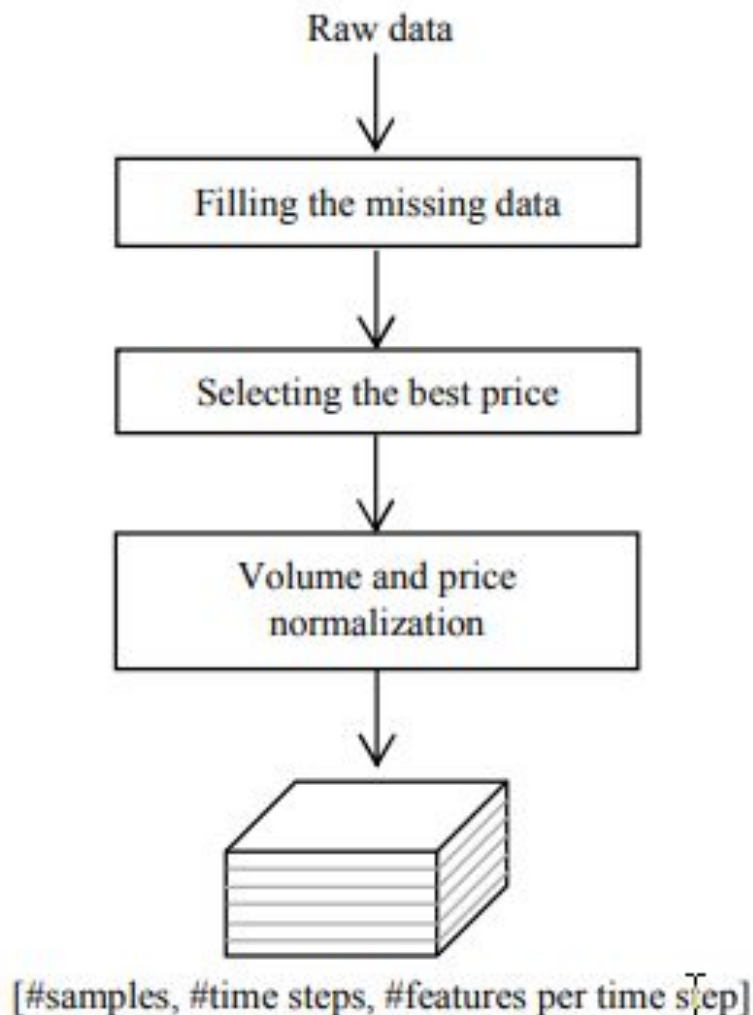 Raw data
Filling the missing data
Selecting the best price
Volume and price
normalization
[#samples, #time steps, #features per time step]